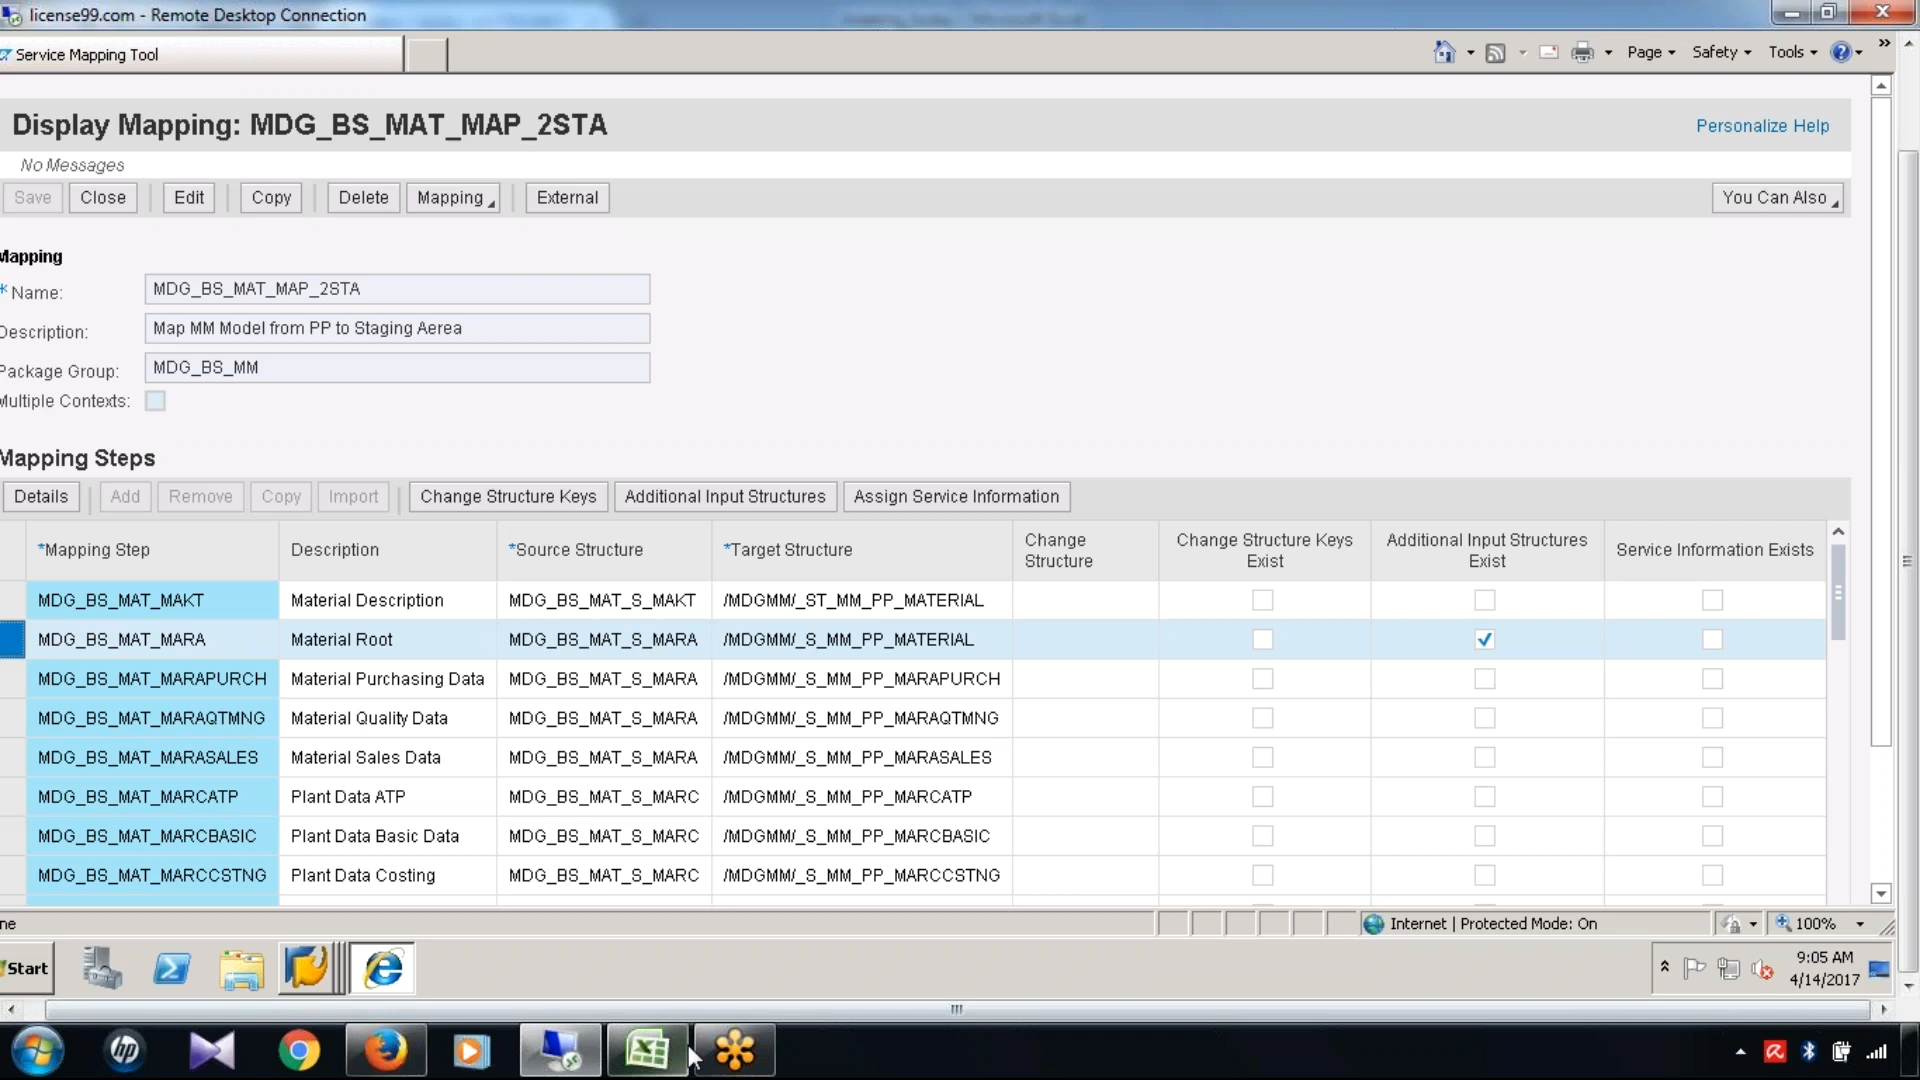 license99.com - Remote Desktop Connection
Service Mapping Tool
Page Safety Tools
Display Mapping: MDG_BS_MAT_MAP_2STA
Personalize Help
No Messages
Save Close Edit Copy Delete Mapping External You Can Also
Mapping
* Name: MDG_BS_MAT_MAP_2STA
Description: Map MM Model from PP to Staging Aerea
Package Group: MDG_BS_MM
Multiple Contexts:
Mapping Steps
Details Add Remove Copy Import Change Structure Keys Additional Input Structures Assign Service Information
*Mapping Step Description *Source Structure *Target Structure Change Structure Change Structure Keys Exist Additional Input Structures Exist Service Information Exists
MDG_BS_MAT_MAKT Material Description MDG_BS_MAT_S_MAKT /MDGMM/_ST_MM_PP_MATERIAL
MDG_BS_MAT_MARA Material Root MDG_BS_MAT_S_MARA /MDGMM/_S_MM_PP_MATERIAL
MDG_BS_MAT_MARAPURCH Material Purchasing Data MDG_BS_MAT_S_MARA /MDGMM/_S_MM_PP_MARAPURCH
MDG_BS_MAT_MARAQTMNG Material Quality Data MDG_BS_MAT_S_MARA /MDGMM/_S_MM_PP_MARAQTMNG
MDG_BS_MAT_MARASALES Material Sales Data MDG_BS_MAT_S_MARA /MDGMM/_S_MM_PP_MARASALES
MDG_BS_MAT_MARCATP Plant Data ATP MDG_BS_MAT_S_MARC /MDGMM/_S_MM_PP_MARCATP
MDG_BS_MAT_MARCBASIC Plant Data Basic Data MDG_BS_MAT_S_MARC /MDGMM/_S_MM_PP_MARCBASIC
MDG_BS_MAT_MARCCSTNG Plant Data Costing MDG_BS_MAT_S_MARC /MDGMM/_S_MM_PP_MARCCSTNG
ne Internet | Protected Mode: On 100%
Start
9:05 AM
4/14/2017
hp